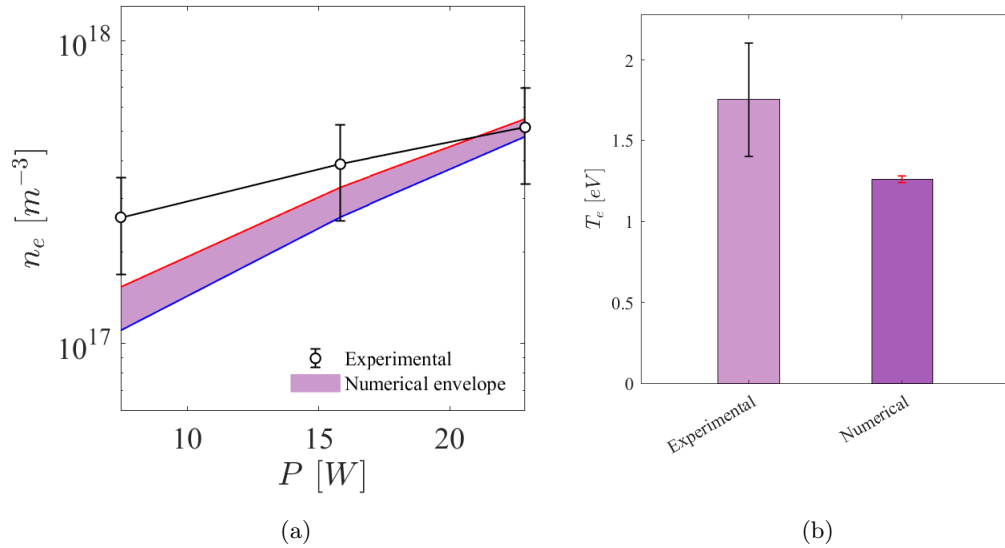 10^18
10^17
n_e [m^{-3}]
10
15
20
P [W]
Experimental
Numerical envelope
(a)
2
1.5
1
0.5
0
T_e [eV]
Experimental
Numerical
(b)